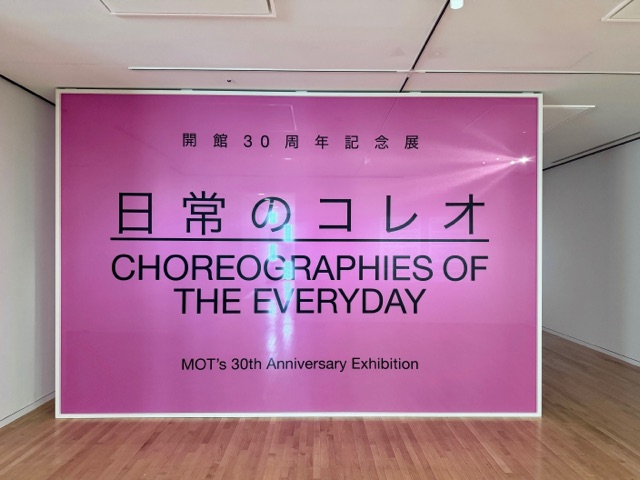 開館30周年記念展
日常のコレオ
CHOREOGRAPHIES OF
THE EVERYDAY
MOT's 30th Anniversary Exhibition